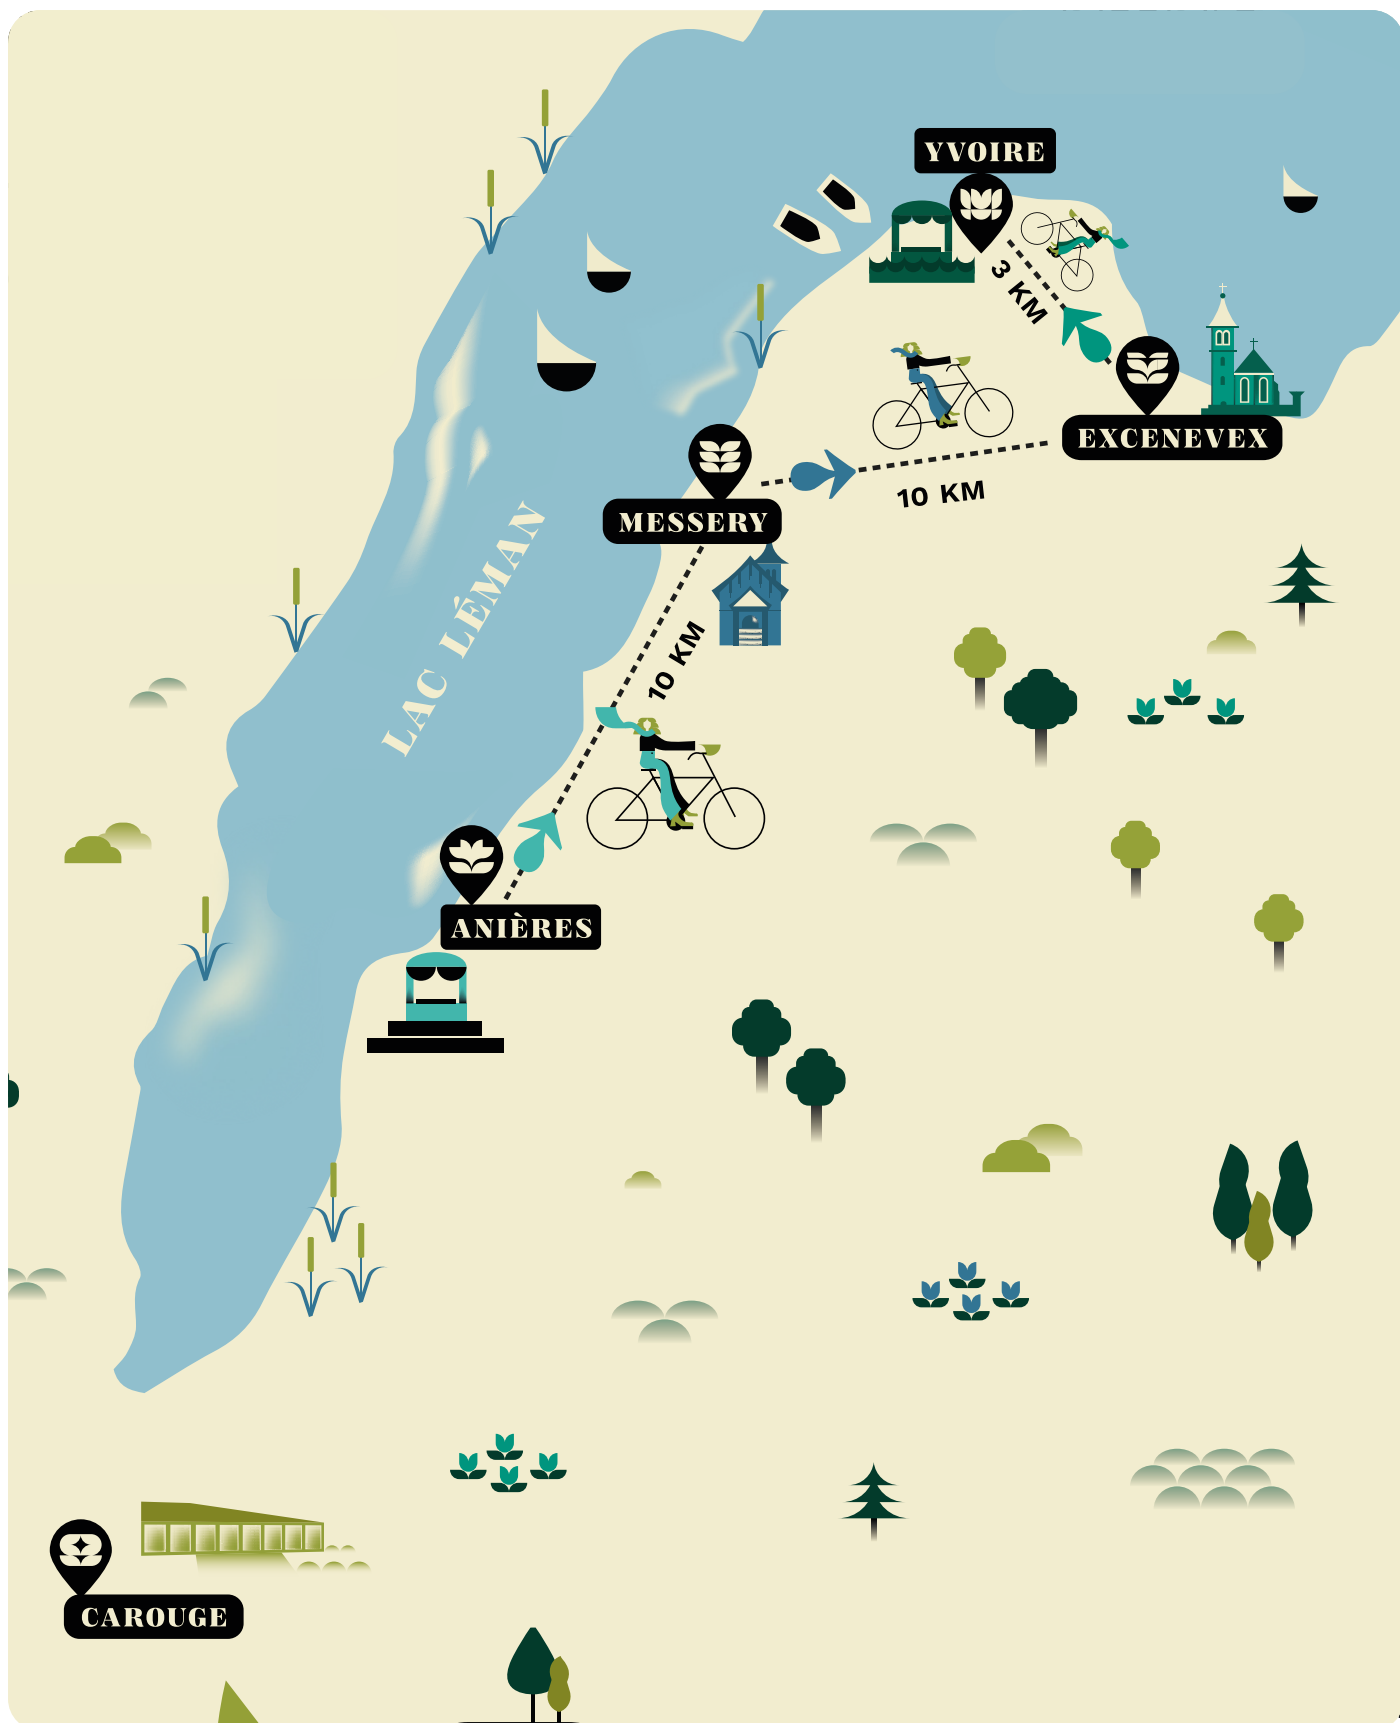 YVOIRE
3 KM
EXCENEVEX
10 KM
MESSERY
LAC LÉMAN
10 KM
ANIÈRES
CAROUGE